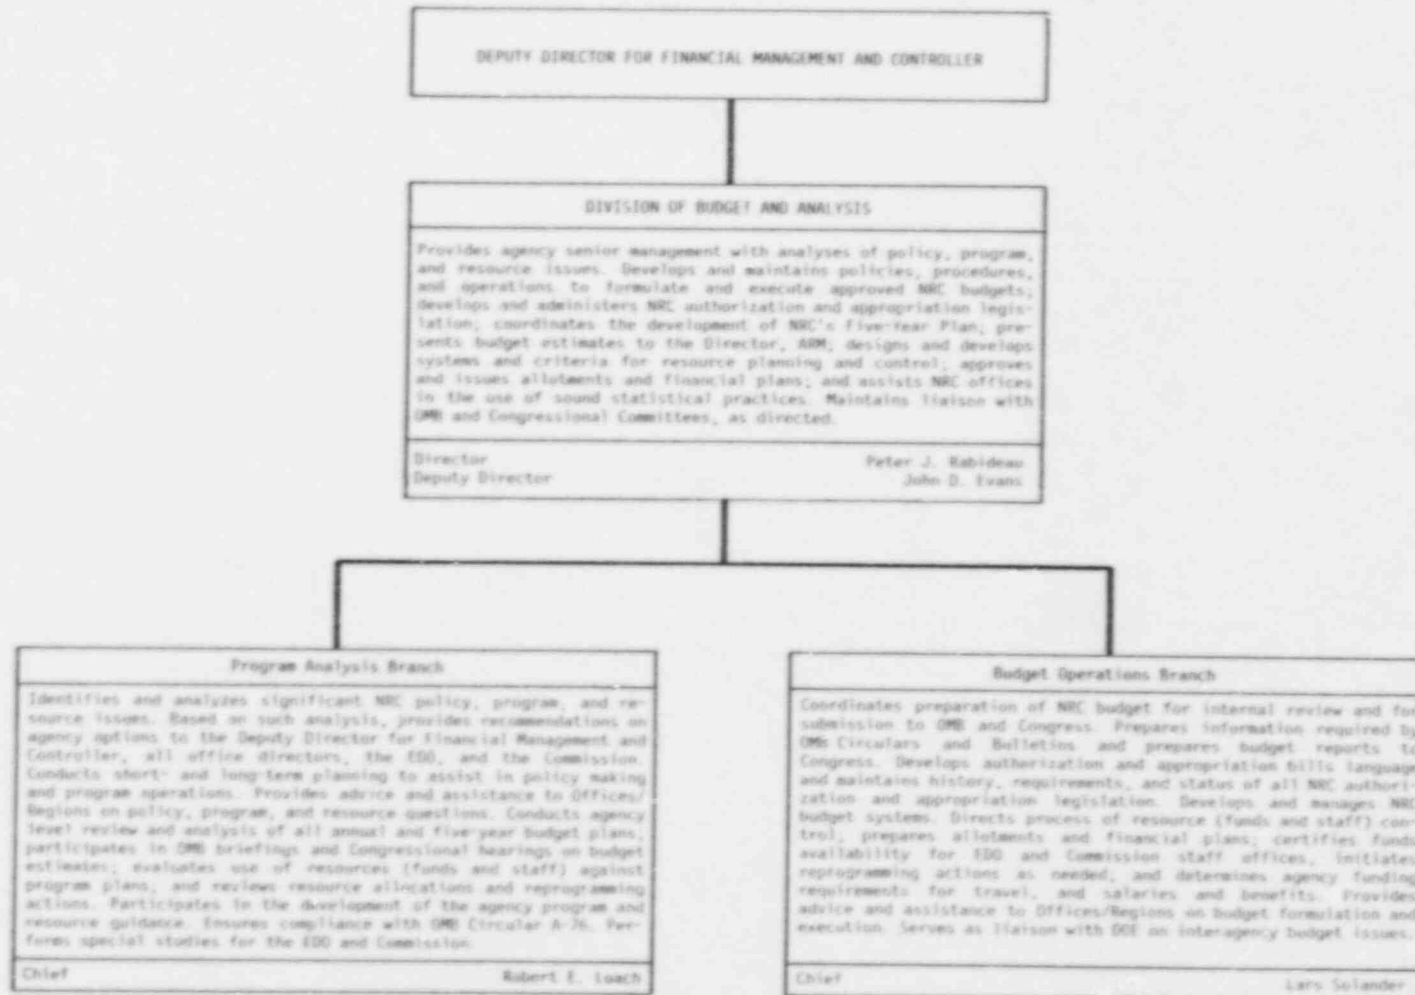 DEPUTY DIRECTOR FOR FINANCIAL MANAGEMENT AND CONTROLLER
DIVISION OF BUDGET AND ANALYSIS
Provides agency senior management with analyses of policy, program,
and resource issues. Develops and maintains policies, procedures,
and operations to formulate and execute approved NRC budgets;
develops and administers NRC authorization and appropriation legis-
lation; coordinates the development of NRC's Five-Year Plan; pre-
sents budget estimates to the Director, ARM; designs and develops
systems and criteria for resource planning and control; approves
and issues allotments and financial plans; and assists NRC offices
in the use of sound statistical practices. Maintains liaison with
OMB and Congressional Committees, as directed.
Director Peter J. Rabideau
Deputy Director John D. Evans
Program Analysis Branch
Identifies and analyzes significant NRC policy, program, and re-
source issues. Based on such analysis, provides recommendations on
agency options to the Deputy Director for Financial Management and
Controller, all office directors, the EDO, and the Commission.
Conducts short- and long-term planning to assist in policy making
and program operations. Provides advice and assistance to Offices/
Regions on policy, program, and resource questions. Conducts agency
level review and analysis of all annual and five-year budget plans;
participates in OMB briefings and Congressional hearings on budget
estimates; evaluates use of resources (funds and staff) against
program plans; and reviews resource allocations and reprogramming
actions. Participates in the development of the agency program and
resource guidance. Ensures compliance with OMB Circular A-76. Per-
forms special studies for the EDO and Commission.
Chief Robert E. Loach
Budget Operations Branch
Coordinates preparation of NRC budget for internal review and for
submission to OMB and Congress. Prepares information required by
OMB Circulars and Bulletins and prepares budget reports to
Congress. Develops authorization and appropriation bills language
and maintains history, requirements, and status of all NRC authori-
zation and appropriation legislation. Develops and manages NRC
budget systems. Directs process of resource (funds and staff) con-
trol; prepares allotments and financial plans; certifies funds
availability for EDO and Commission staff offices, initiates
reprogramming actions as needed; and determines agency funding
requirements for travel, and salaries and benefits. Provides
advice and assistance to Offices/Regions on budget formulation and
execution. Serves as liaison with DOE on interagency budget issues.
Chief Lars Solander